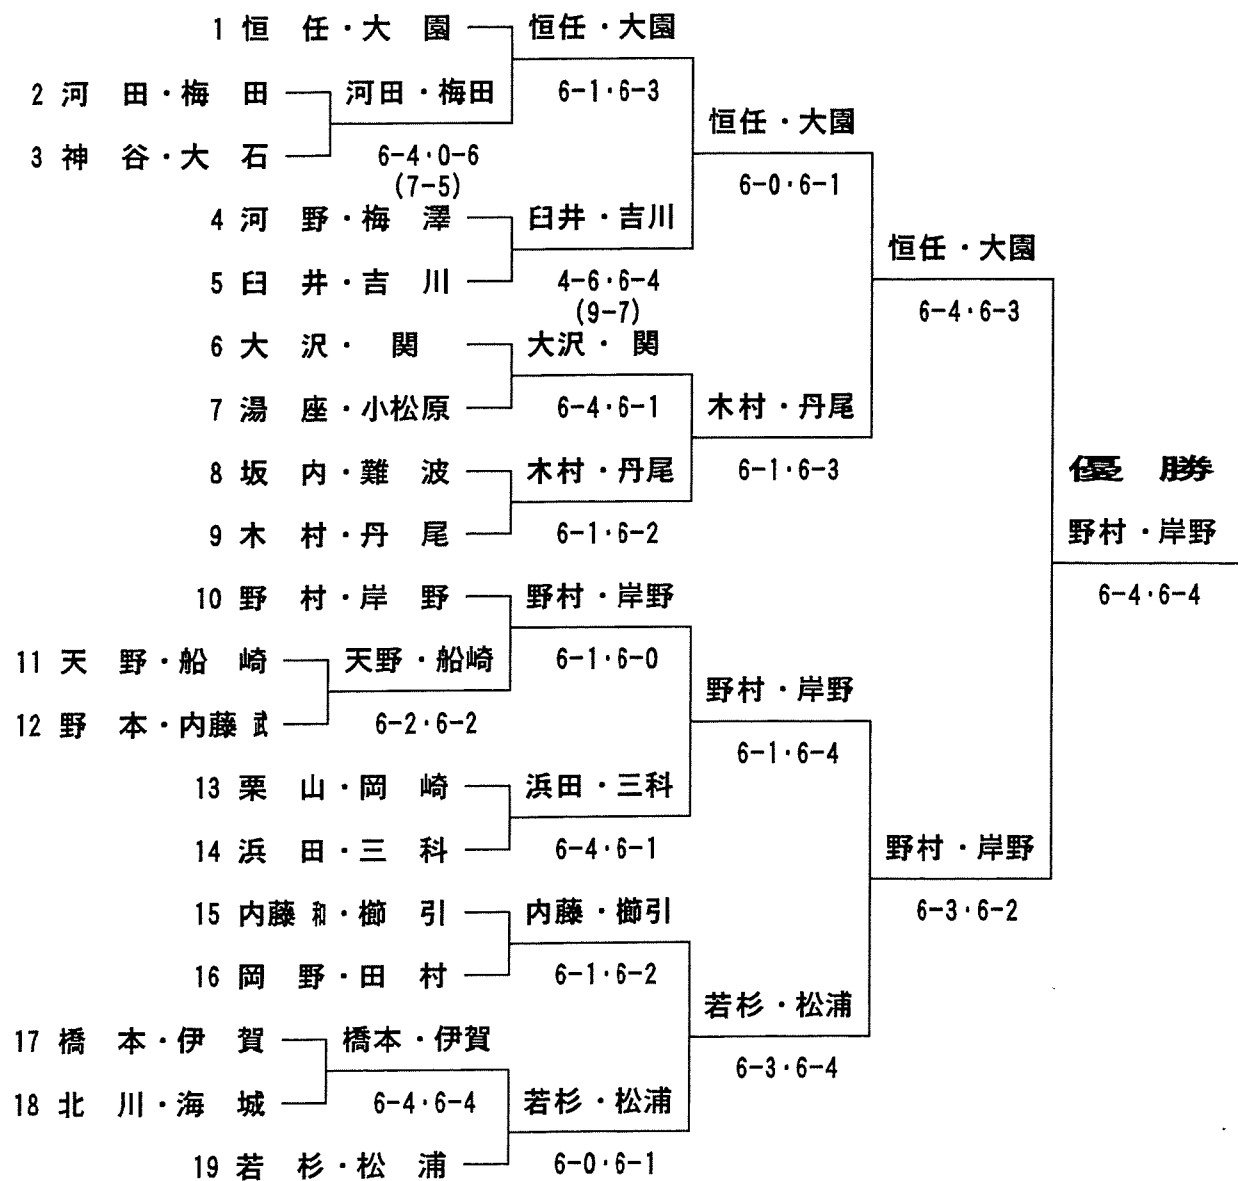 1 恒 任・大 園 恒任・大園
2 河 田・梅 田 河田・梅田 6-1・6-3
恒任・大園
3 神 谷・大 石 6-4・0-6
(7-5) 6-0・6-1
4 河 野・梅 澤 臼井・吉川
恒任・大園
5 臼 井・吉 川 4-6・6-4
(9-7) 6-4・6-3
6 大 沢・ 関 大沢・ 関
7 湯 座・小松原 6-4・6-1 木村・丹尾
8 坂 内・難 波 木村・丹尾 6-1・6-3 優 勝
9 木 村・丹 尾 6-1・6-2 野村・岸野
10 野 村・岸 野 野村・岸野 6-4・6-4
11 天 野・船 崎 天野・船崎 6-1・6-0
野村・岸野
12 野 本・内藤 武 6-2・6-2
6-1・6-4
13 栗 山・岡 崎 浜田・三科
14 浜 田・三 科 6-4・6-1 野村・岸野
15 内藤 和・櫛 引 内藤・櫛引 6-3・6-2
16 岡 野・田 村 6-1・6-2
若杉・松浦
17 橋 本・伊 賀 橋本・伊賀
6-3・6-4
18 北 川・海 城 6-4・6-4 若杉・松浦
19 若 杉・松 浦 6-0・6-1